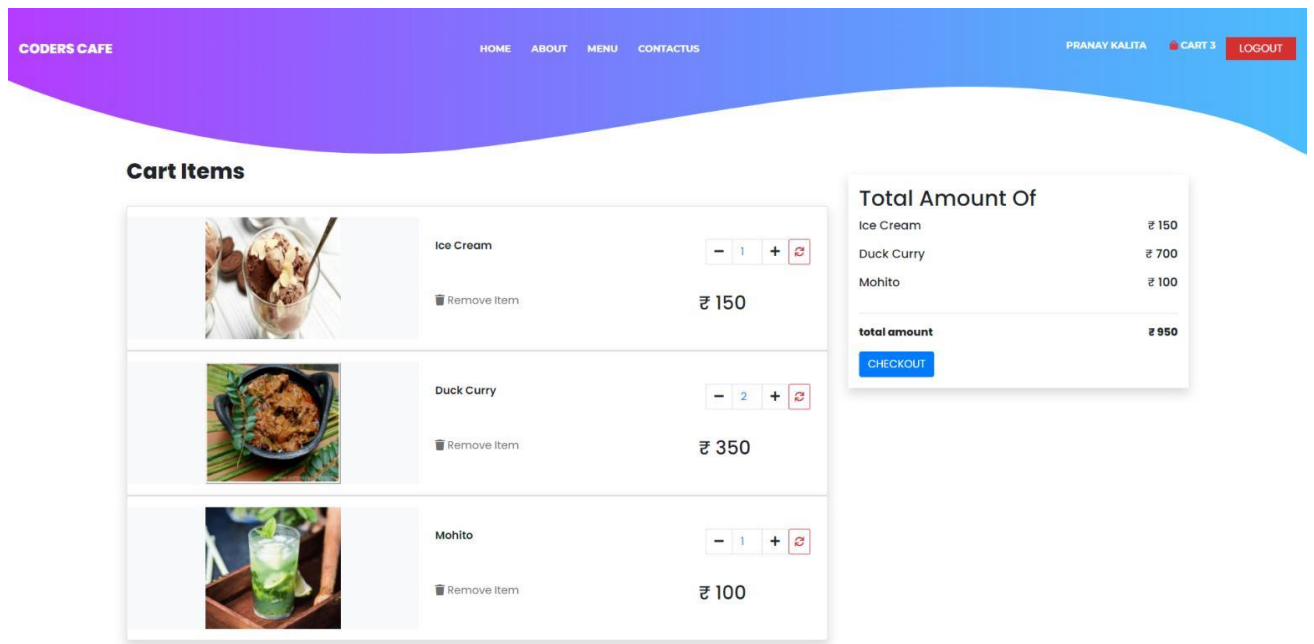 CODERS CAFE
HOME ABOUT MENU CONTACTUS
PRANAY KALITA CART 3 LOGOUT
Cart Items
Ice Cream
− 1 +
Remove Item
₹ 150
Duck Curry
− 2 +
Remove Item
₹ 350
Mohito
− 1 +
Remove Item
₹ 100
Total Amount Of
Ice Cream ₹ 150
Duck Curry ₹ 700
Mohito ₹ 100
total amount ₹ 950
CHECKOUT